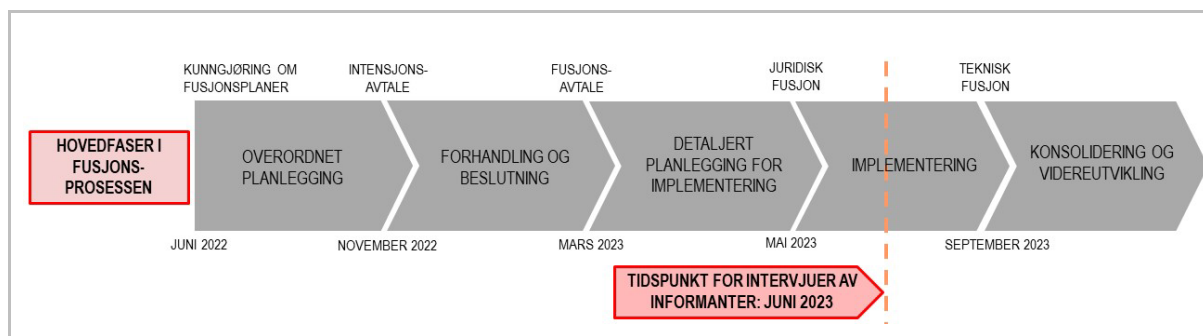 KUNNGJØRING OM
FUSJONSPLANER
INTENSJONS-
AVTALE
FUSJONS-
AVTALE
JURIDISK
FUSJON
TEKNISK
FUSJON
HOVEDFASER I
FUSJONS-
PROSESSEN
OVERORDNET
PLANLEGGING
FORHANDLING OG
BESLUTNING
DETALJERT
PLANLEGGING FOR
IMPLEMENTERING
IMPLEMENTERING
KONSOLIDERING OG
VIDEREUTVIKLING
JUNI 2022
NOVEMBER 2022
MARS 2023
MAI 2023
SEPTEMBER 2023
TIDSPUNKT FOR INTERVJUER AV
INFORMANTER: JUNI 2023